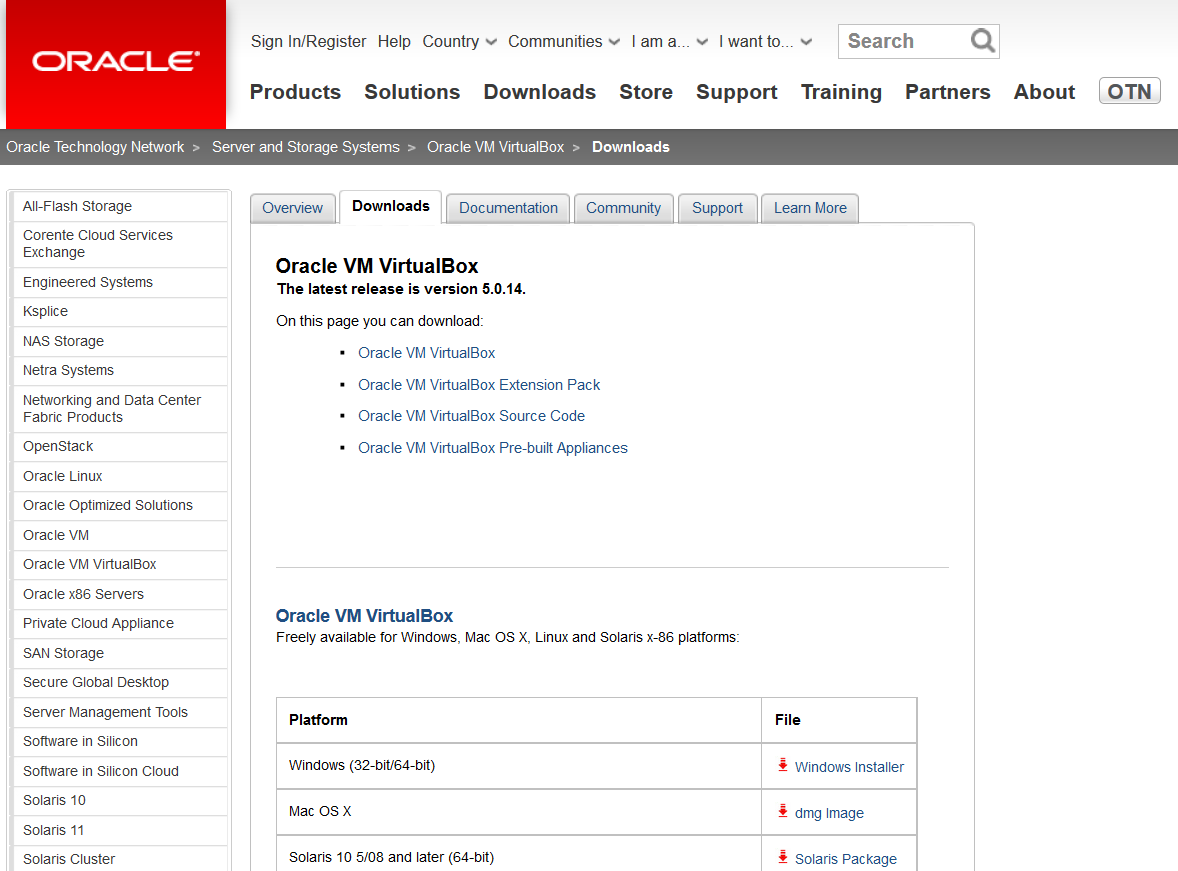 ORACLE
Sign In/Register Help Country Communities I am a... I want to... Search
Products Solutions Downloads Store Support Training Partners About OTN
Oracle Technology Network > Server and Storage Systems > Oracle VM VirtualBox > Downloads
All-Flash Storage
Corente Cloud Services
Exchange
Engineered Systems
Ksplice
NAS Storage
Netra Systems
Networking and Data Center
Fabric Products
OpenStack
Oracle Linux
Oracle Optimized Solutions
Oracle VM
Oracle VM VirtualBox
Oracle x86 Servers
Private Cloud Appliance
SAN Storage
Secure Global Desktop
Server Management Tools
Software in Silicon
Software in Silicon Cloud
Solaris 10
Solaris 11
Solaris Cluster
Overview Downloads Documentation Community Support Learn More
Oracle VM VirtualBox
The latest release is version 5.0.14.
On this page you can download:
▪ Oracle VM VirtualBox
▪ Oracle VM VirtualBox Extension Pack
▪ Oracle VM VirtualBox Source Code
▪ Oracle VM VirtualBox Pre-built Appliances
Oracle VM VirtualBox
Freely available for Windows, Mac OS X, Linux and Solaris x-86 platforms:
Platform File
Windows (32-bit/64-bit) Windows Installer
Mac OS X dmg Image
Solaris 10 5/08 and later (64-bit) Solaris Package